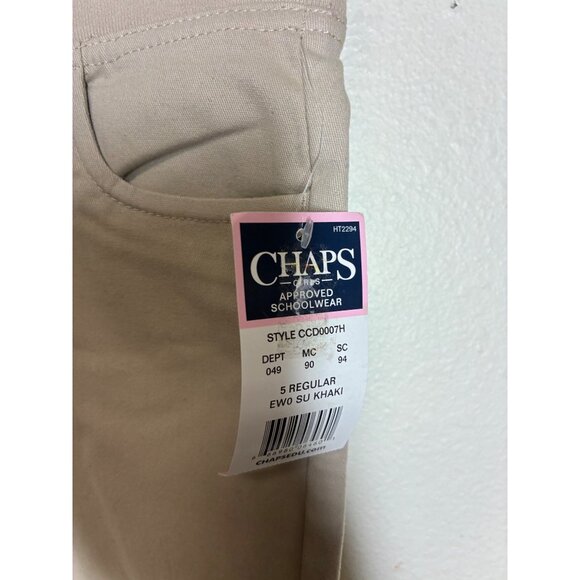 HT2294
CHAPS
GIRLS
APPROVED
SCHOOLWEAR
STYLE CCD0007H
DEPT MC SC
049 90 94
5 REGULAR
EW0 SU KHAKI
CHAPSEDU.com